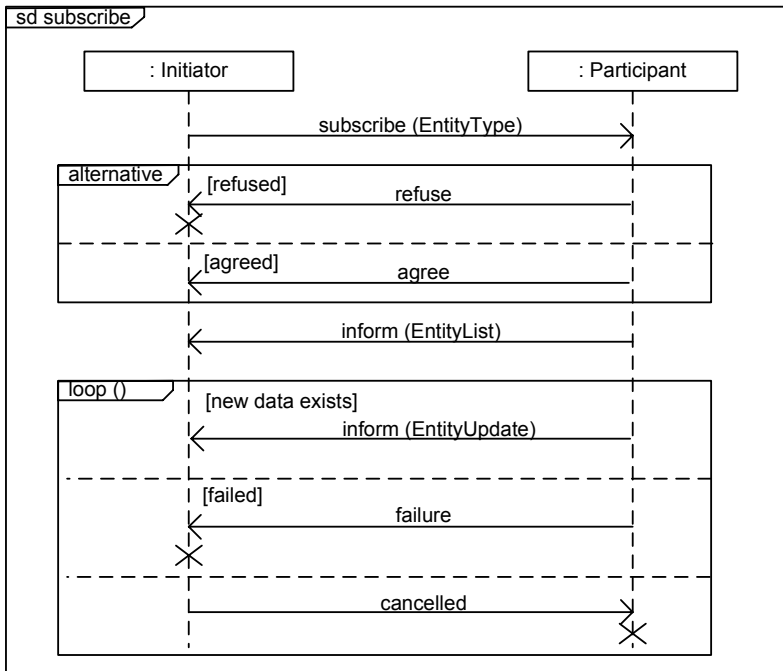 sd subscribe
: Initiator
: Participant
subscribe (EntityType)
alternative
[refused]
refuse
[agreed]
agree
inform (EntityList)
loop ()
[new data exists]
inform (EntityUpdate)
[failed]
failure
cancelled